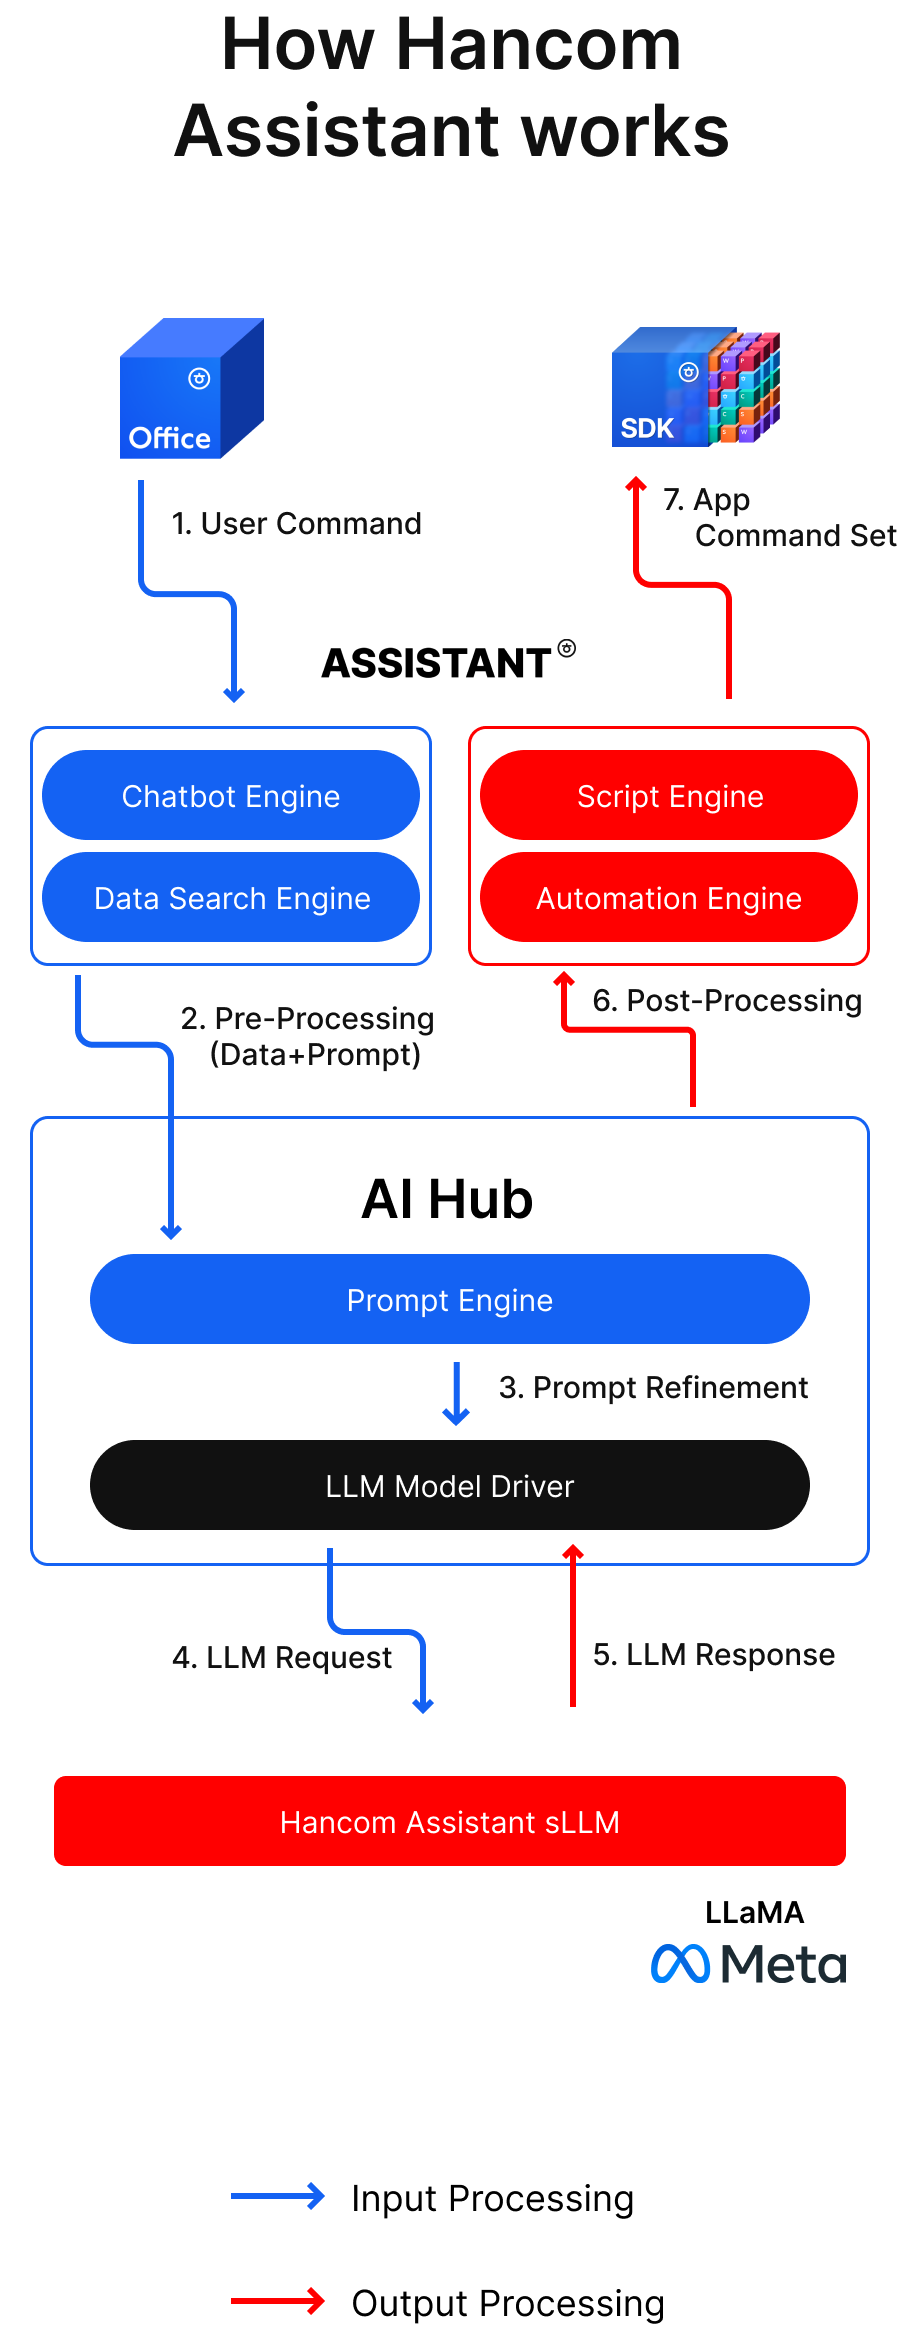 How Hancom
Assistant works
Office
SDK
1. User Command
7. App
Command Set
ASSISTANT
Chatbot Engine
Data Search Engine
Script Engine
Automation Engine
2. Pre-Processing
(Data+Prompt)
6. Post-Processing
AI Hub
Prompt Engine
3. Prompt Refinement
LLM Model Driver
4. LLM Request
5. LLM Response
Hancom Assistant sLLM
LLaMA
Meta
Input Processing
Output Processing